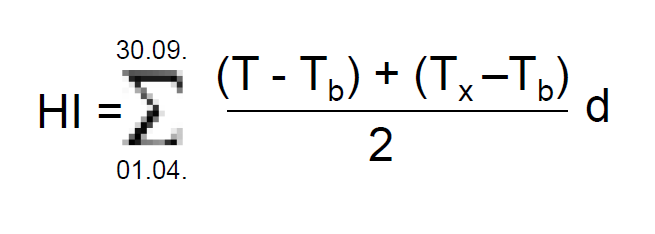 30.09.
HI = Σ (T - Tb) + (Tx –Tb) / 2 d
01.04.